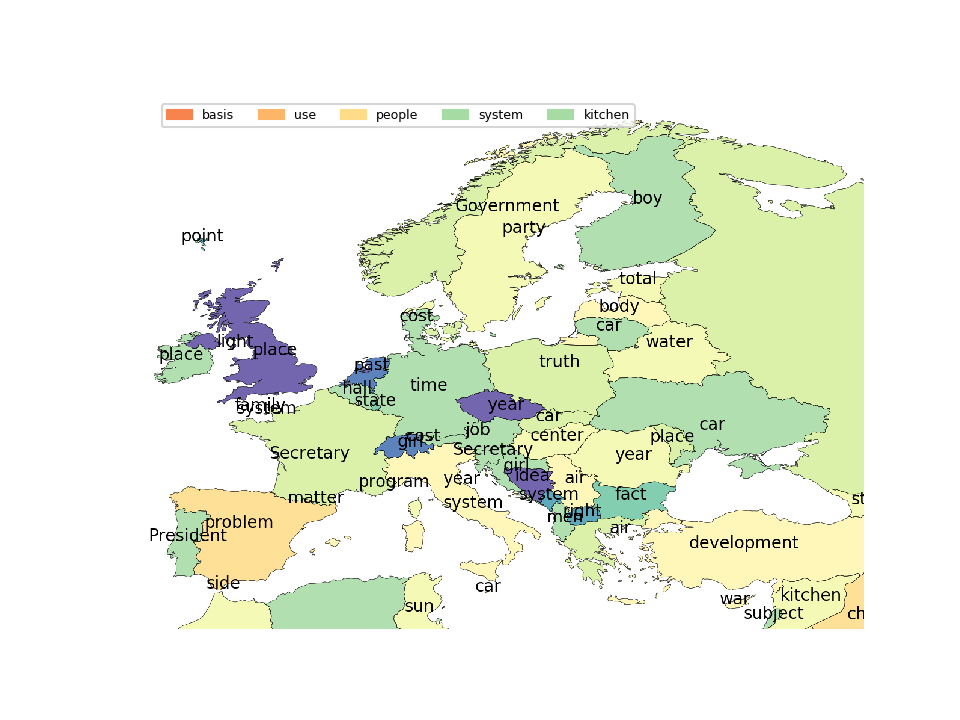 basis use people system kitchen
boy
Government
party
point
total
body
cost
car
light
place
place
water
past
truth
hall
time
state
family
system
year
car
car
job
cost
girl
center
place
Secretary
Secretary
year
girl
program
year
idea
air
matter
system
system
fact
st
problem
right
men
air
President
development
side
car
war
kitchen
sun
subject
ch